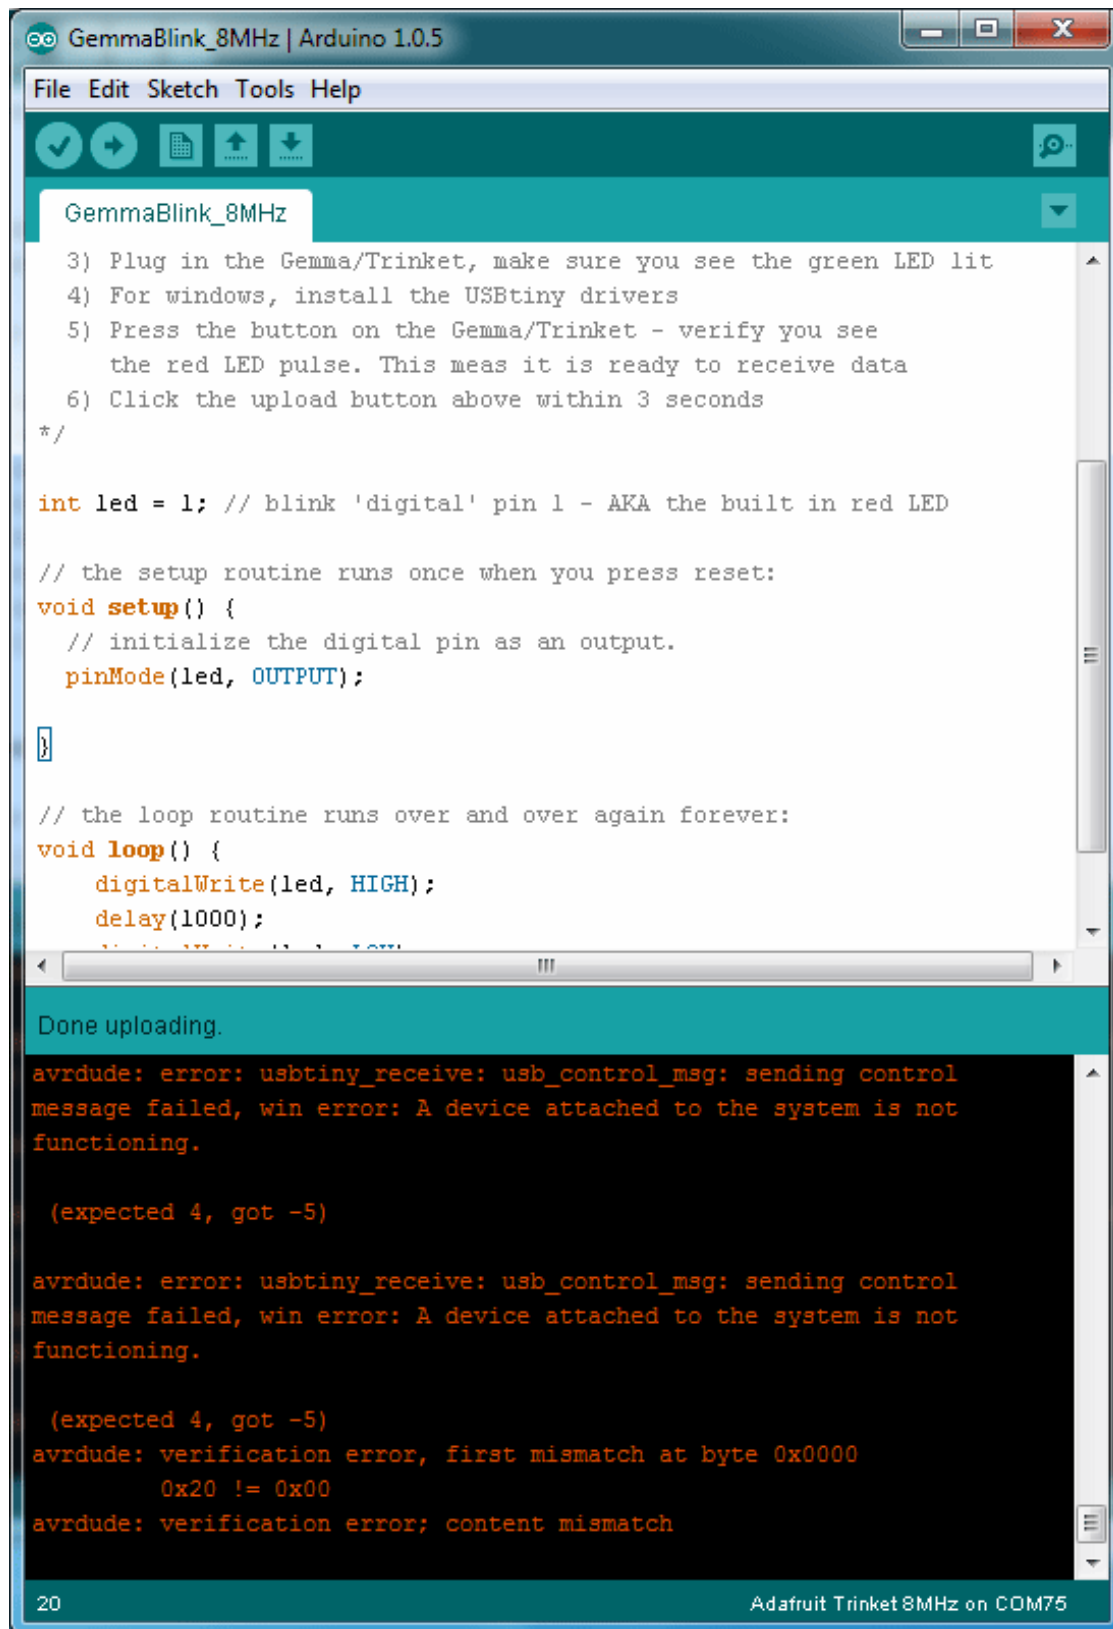 GemmaBlink_8MHz | Arduino 1.0.5
File Edit Sketch Tools Help
GemmaBlink_8MHz
3) Plug in the Gemma/Trinket, make sure you see the green LED lit
4) For windows, install the USBtiny drivers
5) Press the button on the Gemma/Trinket - verify you see
the red LED pulse. This meas it is ready to receive data
6) Click the upload button above within 3 seconds
*/
int led = 1; // blink 'digital' pin 1 - AKA the built in red LED
// the setup routine runs once when you press reset:
void setup() {
// initialize the digital pin as an output.
pinMode(led, OUTPUT);
}
// the loop routine runs over and over again forever:
void loop() {
digitalWrite(led, HIGH);
delay(1000);
Done uploading.
avrdude: error: usbtiny_receive: usb_control_msg: sending control
message failed, win error: A device attached to the system is not
functioning.
(expected 4, got -5)
avrdude: error: usbtiny_receive: usb_control_msg: sending control
message failed, win error: A device attached to the system is not
functioning.
(expected 4, got -5)
avrdude: verification error, first mismatch at byte 0x0000
0x20 != 0x00
avrdude: verification error; content mismatch
20
Adafruit Trinket 8MHz on COM75